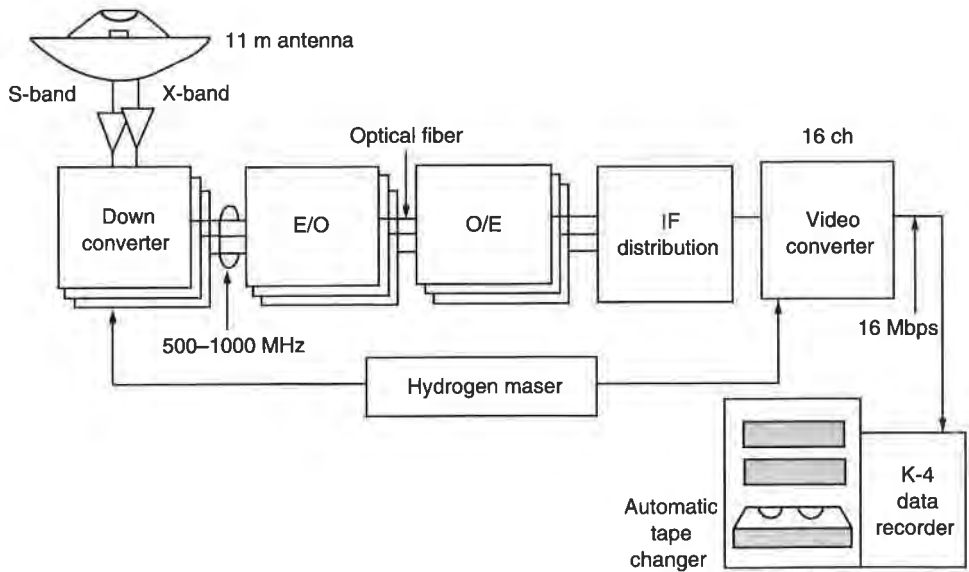 11 m antenna
S-band
X-band
Optical fiber
16 ch
Down
converter
E/O
O/E
IF
distribution
Video
converter
500–1000 MHz
16 Mbps
Hydrogen maser
Automatic
tape
changer
K-4
data
recorder